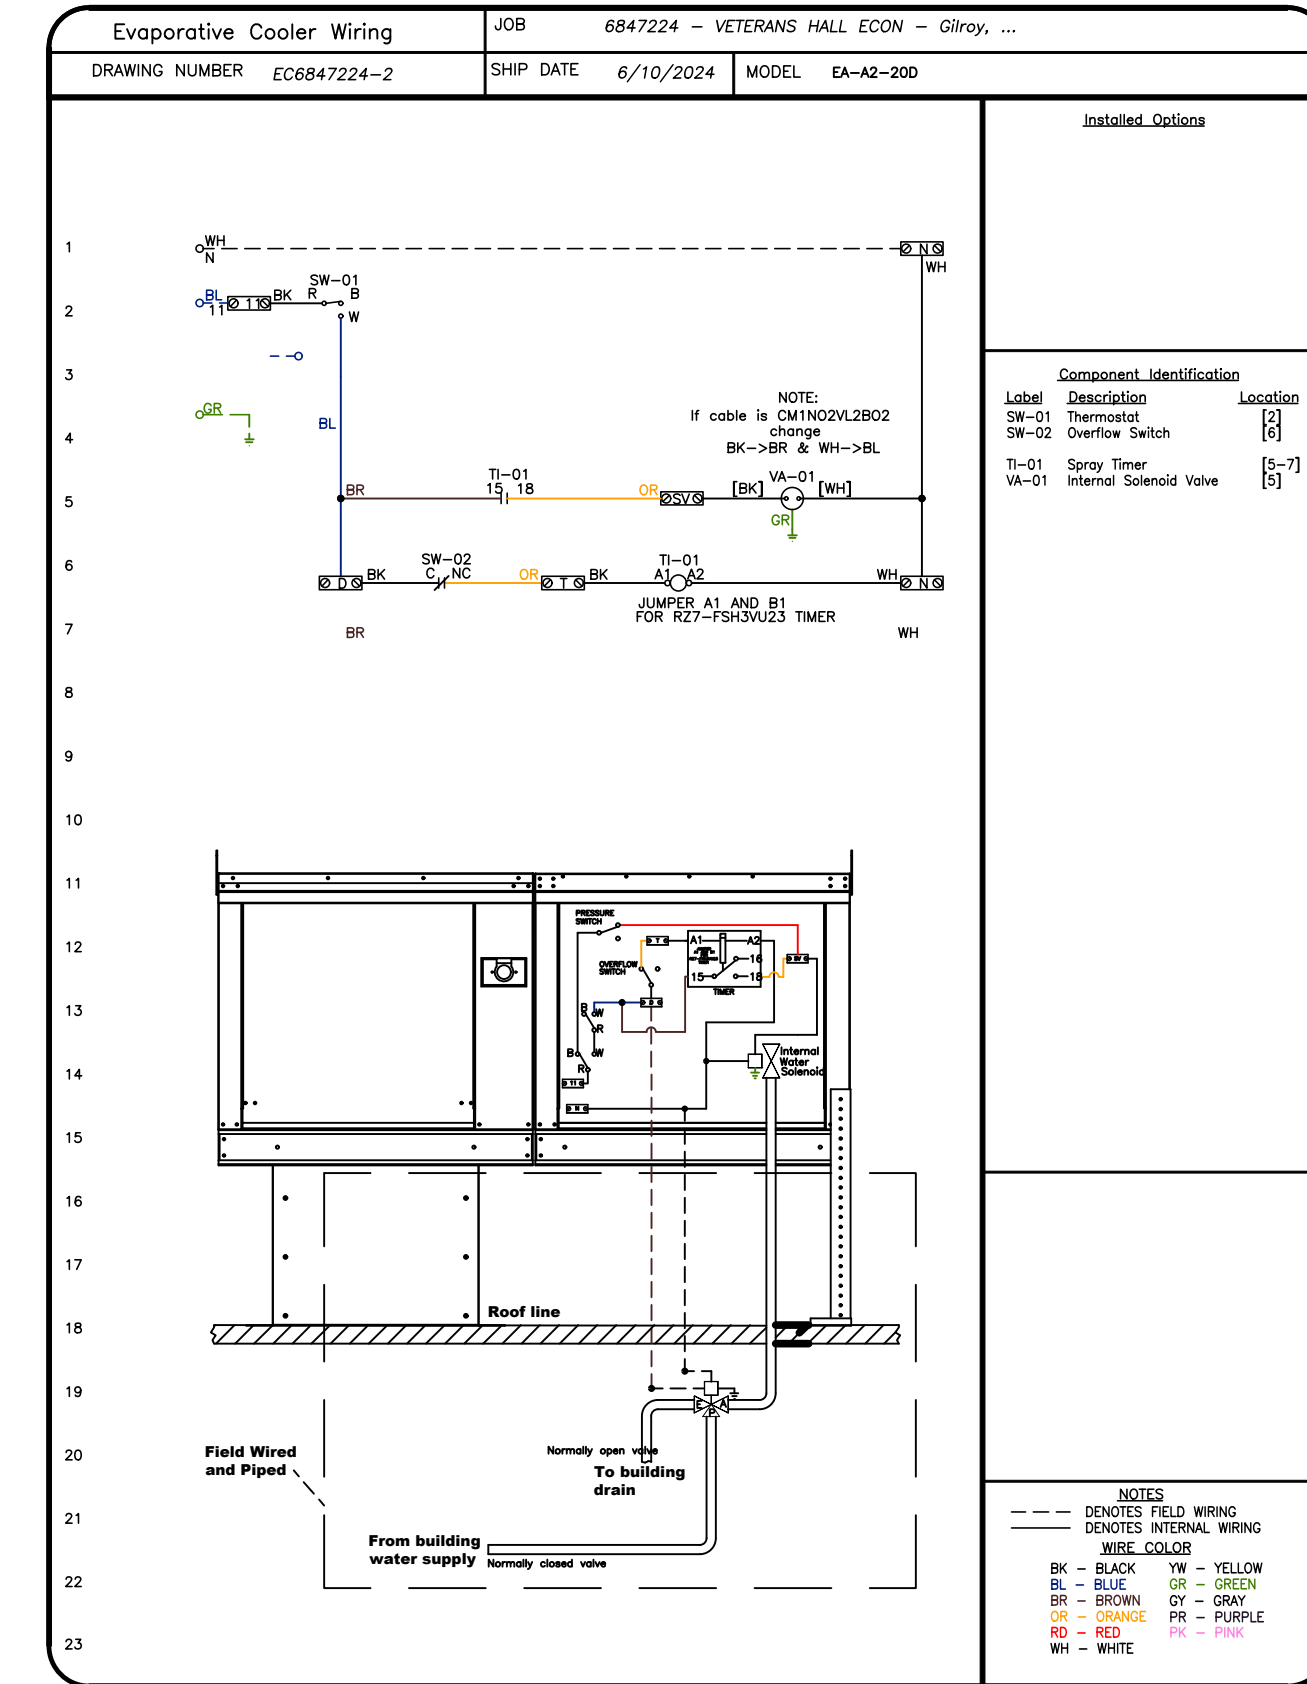 Evaporative Cooler Wiring
JOB 6847224 – VETERANS HALL ECON – Gilroy, ...
DRAWING NUMBER EC6847224-2
SHIP DATE 6/10/2024
MODEL EA-A2-20D
Installed Options
1
WH
N
N
WH
2
BL
11
11
BK
R
SW-01
B
W
3
GR
4
BL
NOTE:
If cable is CM1NO2VL2BO2
change
BK->BR & WH->BL
5
BR
TI-01
15 18
OR
SV
[BK]
VA-01
[WH]
GR
6
D
BK
SW-02
C NC
OR
T
BK
TI-01
A1 A2
WH
N
JUMPER A1 AND B1
FOR RZ7-FSH3VU23 TIMER
7
BR
WH
8
9
10
11
12
13
14
15
16
17
18
19
20
21
22
23
PRESSURE
SWITCH
T
A1
A2
16
15
18
TIMER
SV
OVERFLOW
SWITCH
D
B
W
R
B
W
R
11
N
Internal
Water
Solenoid
Roof line
E
P
A
Normally open valve
To building
drain
Field Wired
and Piped
From building
water supply
Normally closed valve
Component Identification
Label Description Location
SW-01 Thermostat [2]
SW-02 Overflow Switch [6]
TI-01 Spray Timer [5-7]
VA-01 Internal Solenoid Valve [5]
NOTES
DENOTES FIELD WIRING
DENOTES INTERNAL WIRING
WIRE COLOR
BK – BLACK YW – YELLOW
BL – BLUE GR – GREEN
BR – BROWN GY – GRAY
OR – ORANGE PR – PURPLE
RD – RED PK – PINK
WH – WHITE